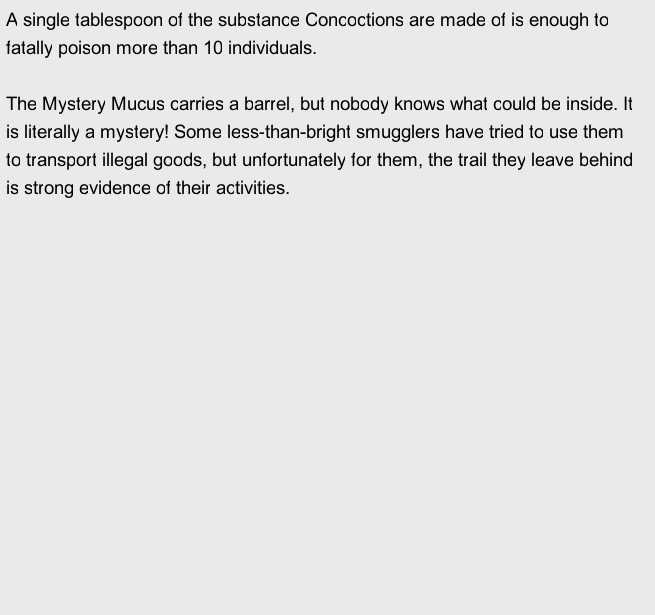 A single tablespoon of the substance Concoctions are made of is enough to
fatally poison more than 10 individuals.
The Mystery Mucus carries a barrel, but nobody knows what could be inside. It
is literally a mystery! Some less-than-bright smugglers have tried to use them
to transport illegal goods, but unfortunately for them, the trail they leave behind
is strong evidence of their activities.